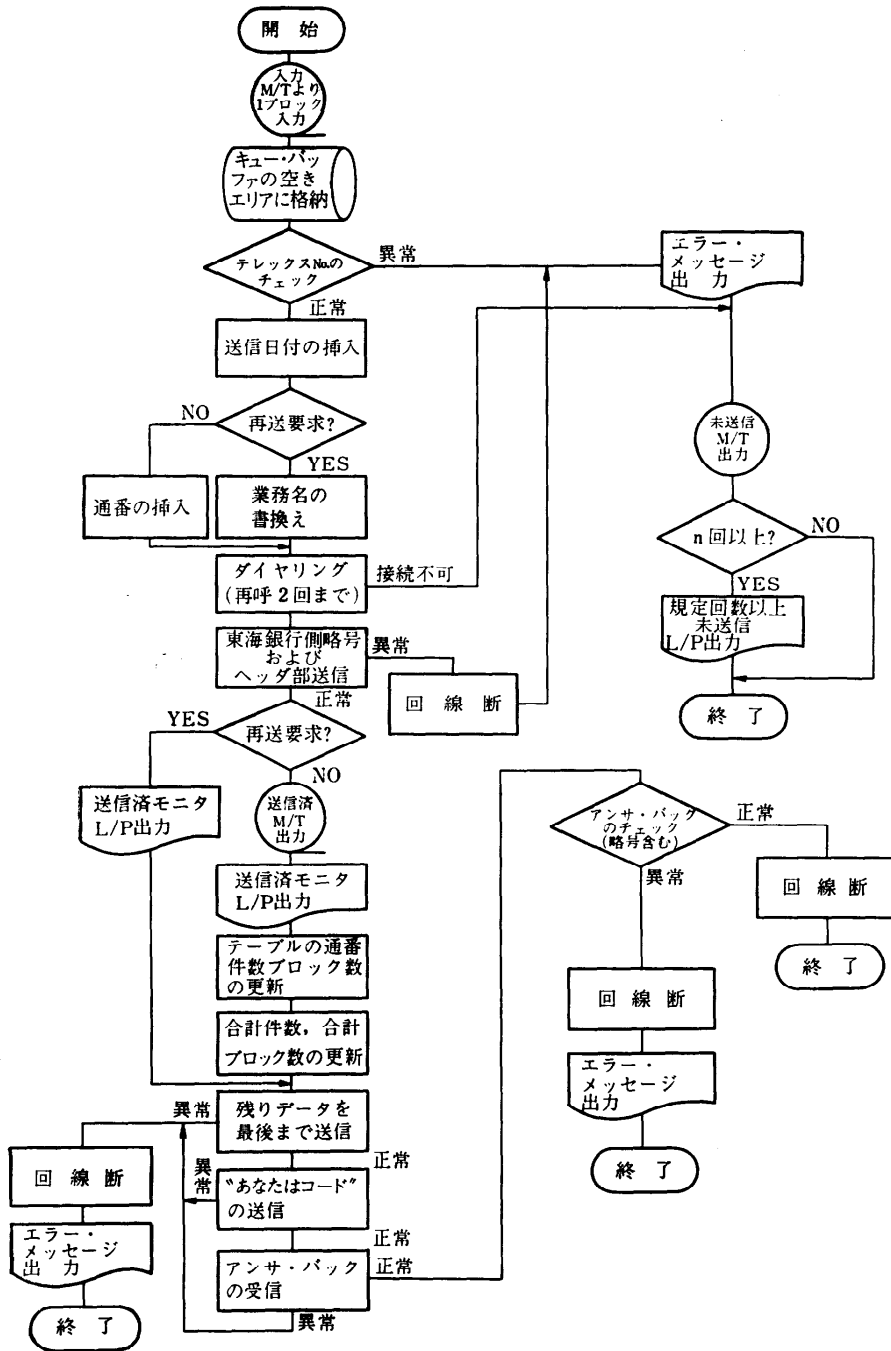 開始
入力
M/Tより
1ブロック
入力
キュー・バッ
ファの空き
エリアに格納
テレックスNo.の
チェック
異常
正常
エラー・
メッセージ
出力
送信日付の挿入
再送要求?
NO
YES
通番の挿入
業務名の
書換え
未送信
M/T
出力
n回以上?
NO
YES
ダイヤリング
(再呼2回まで)
接続不可
規定回数以上
未送信
L/P出力
終了
東海銀行側略号
および
ヘッダ部送信
異常
正常
回線断
再送要求?
YES
NO
送信済モニタ
L/P出力
送信済
M/T
出力
送信済モニタ
L/P出力
テーブルの通番
件数ブロック数
の更新
合計件数,合計
ブロック数の更新
残りデータを
最後まで送信
異常
正常
"あなたはコード"
の送信
異常
正常
アンサ・バック
の受信
正常
異常
回線断
エラー・
メッセージ
出力
終了
アンサ・バック
のチェック
(略号含む)
正常
異常
回線断
終了
回線断
エラー・
メッセージ
出力
終了